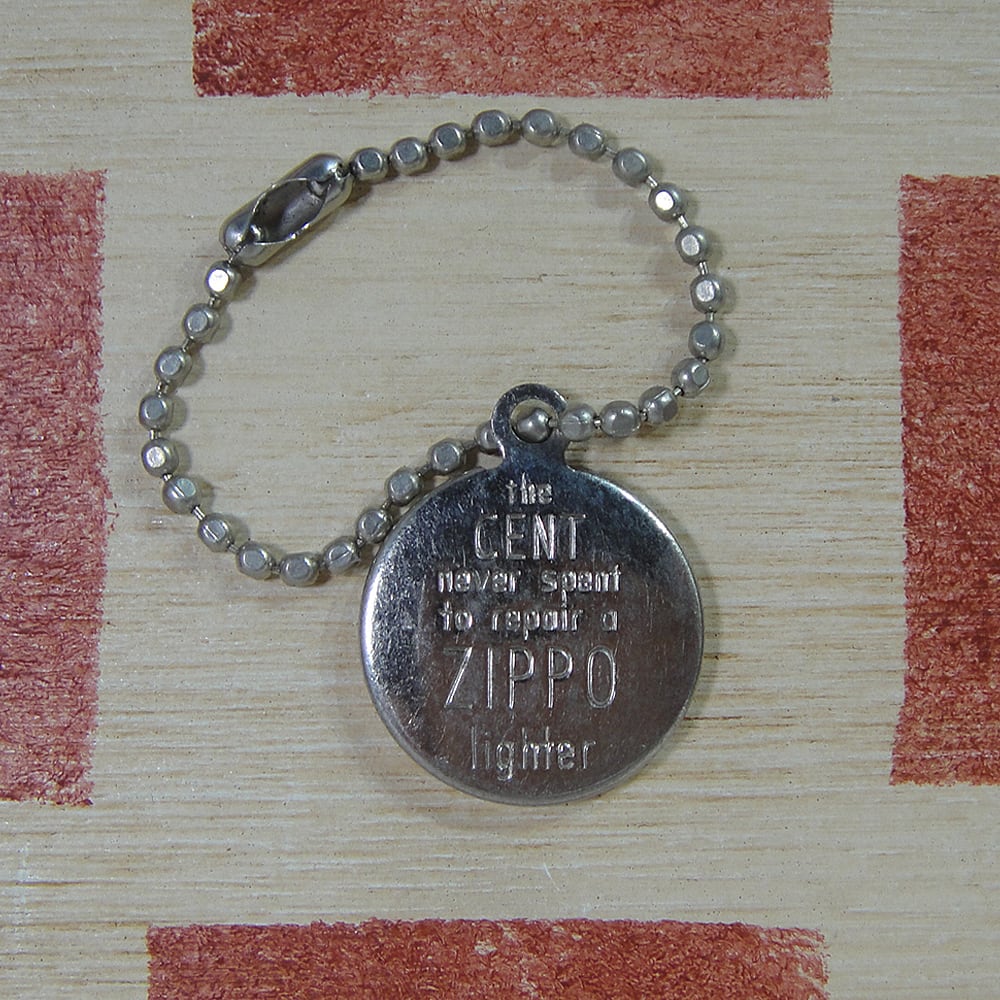 the
CENT
never spent
to repair a
ZIPPO
lighter